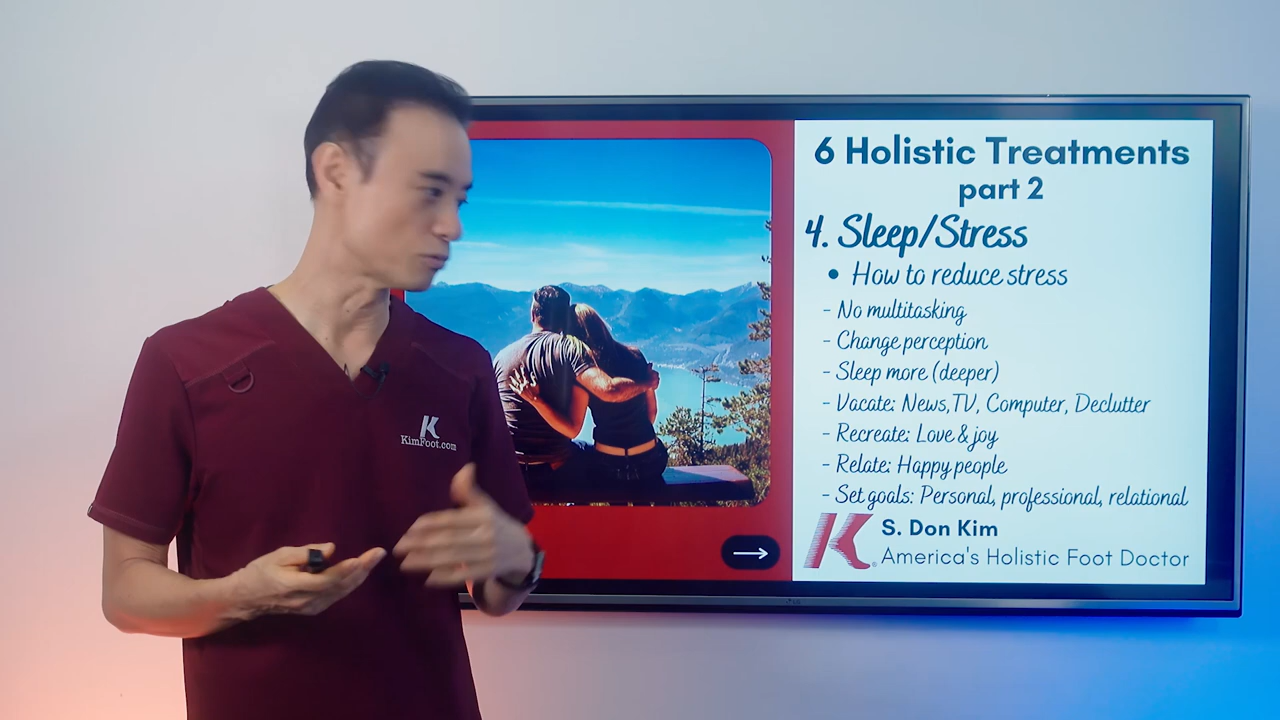 K
KimFoot.com
6 Holistic Treatments
part 2
4. Sleep/Stress
• How to reduce stress
- No multitasking
- Change perception
- Sleep more (deeper)
- Vacate: News,TV, Computer, Declutter
- Recreate: Love & joy
- Relate: Happy people
- Set goals: Personal, professional, relational
K®
S. Don Kim
America's Holistic Foot Doctor